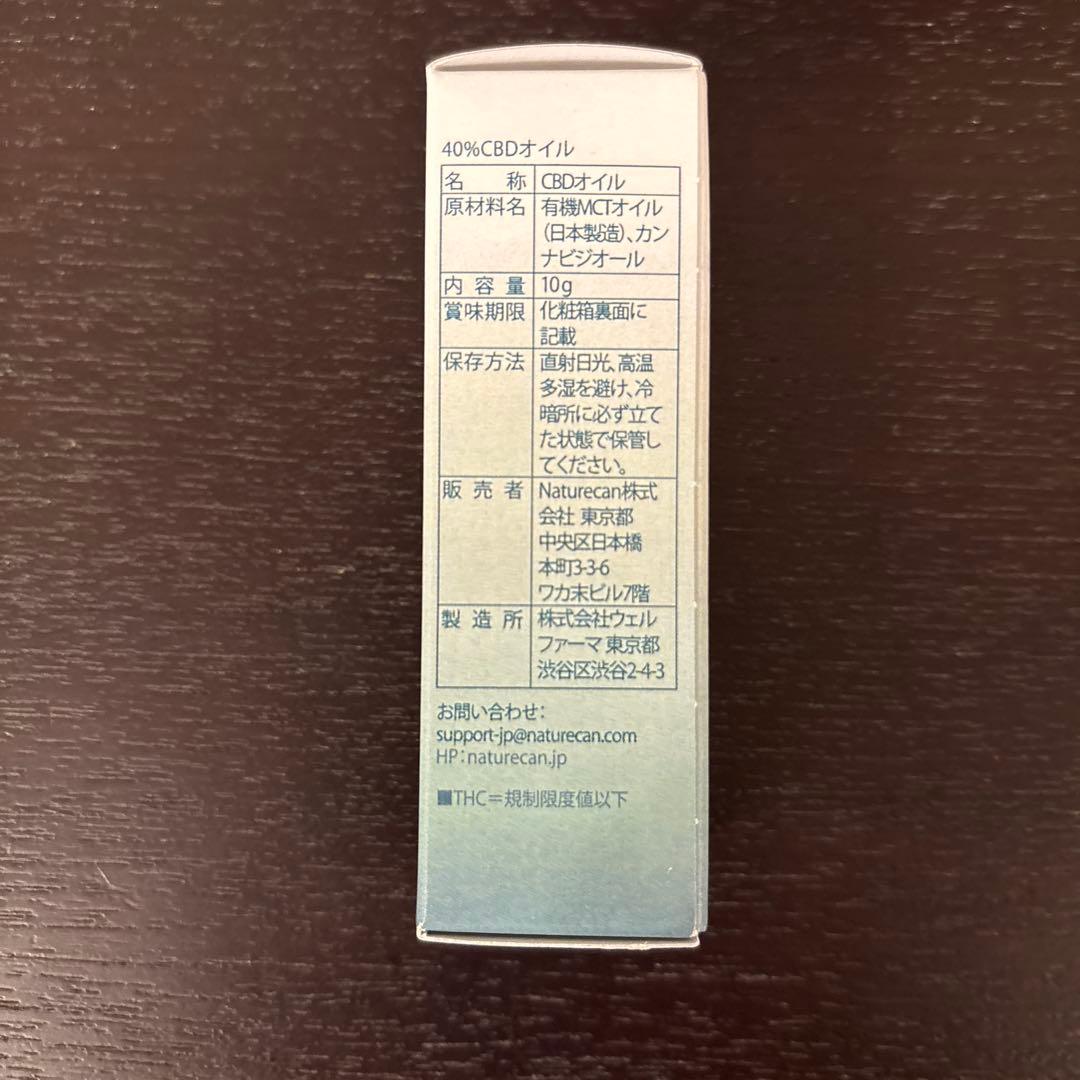 40%CBDオイル
名　　称 CBDオイル
原材料名 有機MCTオイル
（日本製造）、カン
ナビジオール
内 容 量 10g
賞味期限 化粧箱裏面に
記載
保存方法 直射日光、高温
多湿を避け、冷
暗所に必ず立て
た状態で保管し
てください。
販 売 者 Naturecan株式
会社 東京都
中央区日本橋
本町3-3-6
ワカ末ビル7階
製 造 所 株式会社ウェル
ファーマ 東京都
渋谷区渋谷2-4-3
お問い合わせ：
support-jp@naturecan.com
HP：naturecan.jp
■THC＝規制限度値以下